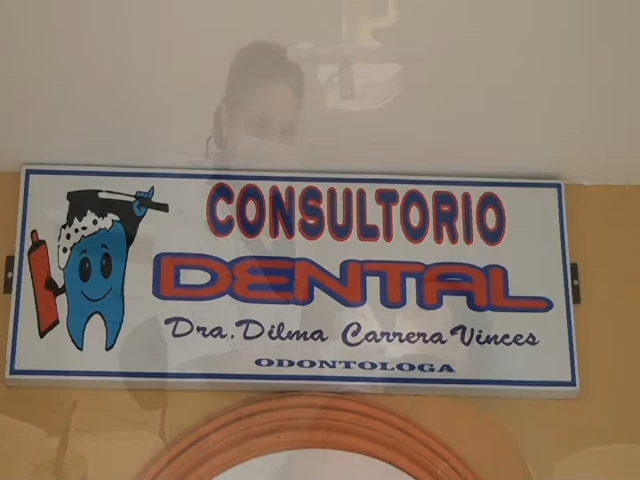 CONSULTORIO
DENTAL
Dra. Dilma Carrera Vinces
ODONTOLOGA